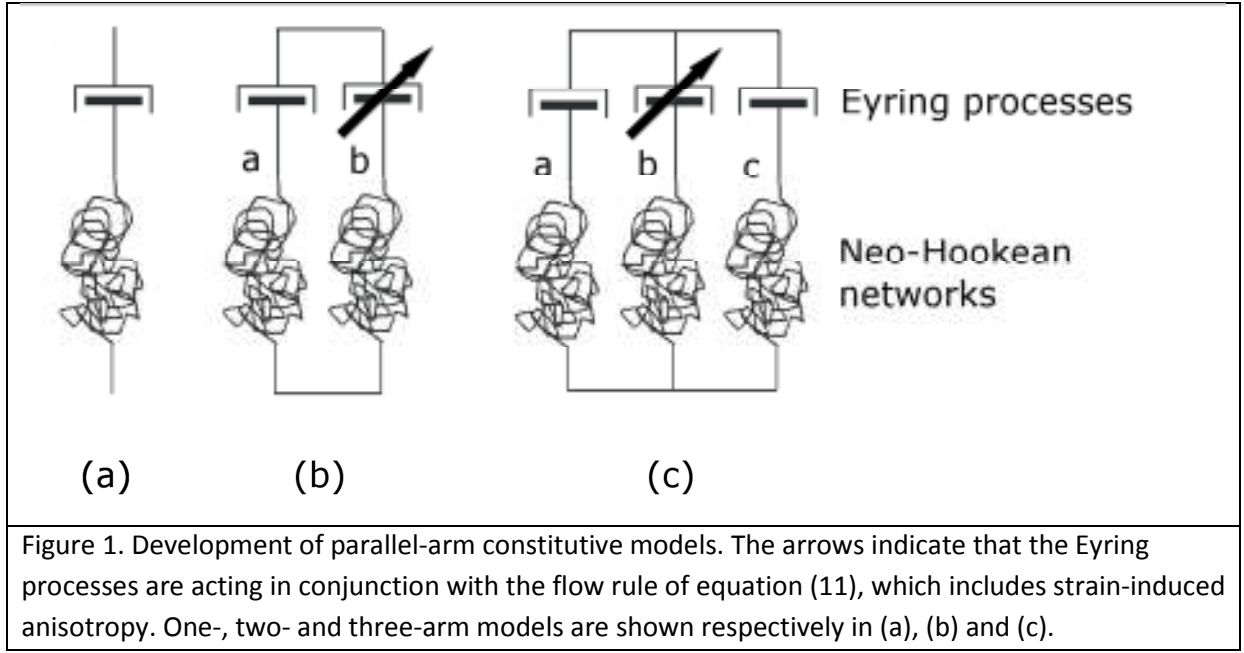 Eyring processes
a
b
a
b
c
Neo-Hookean
networks
(a)
(b)
(c)
Figure 1. Development of parallel-arm constitutive models. The arrows indicate that the Eyring
processes are acting in conjunction with the flow rule of equation (11), which includes strain-induced
anisotropy. One-, two- and three-arm models are shown respectively in (a), (b) and (c).